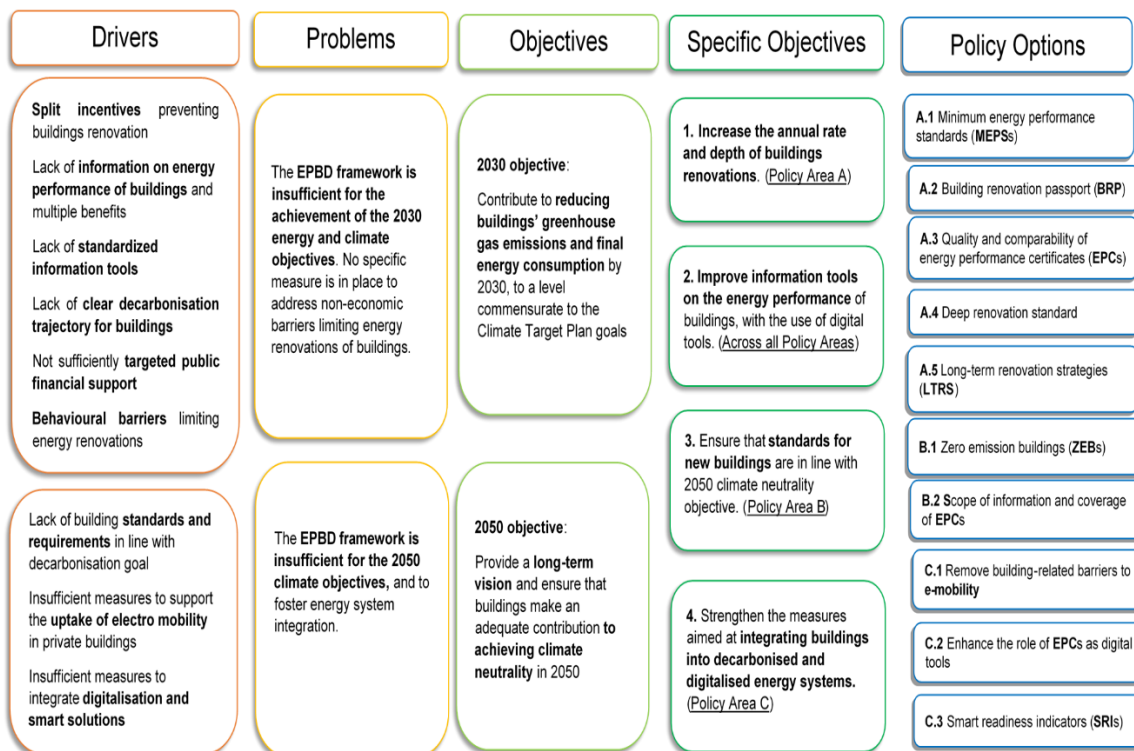 Drivers
Split incentives preventing
buildings renovation
Lack of information on energy
performance of buildings and
multiple benefits
Lack of standardized
information tools
Lack of clear decarbonisation
trajectory for buildings
Not sufficiently targeted public
financial support
Behavioural barriers limiting
energy renovations
Lack of building standards and
requirements in line with
decarbonisation goal
Insufficient measures to support
the uptake of electro mobility
in private buildings
Insufficient measures to
integrate digitalisation and
smart solutions
Problems
The EPBD framework is
insufficient for the
achievement of the 2030
energy and climate
objectives. No specific
measure is in place to
address non-economic
barriers limiting energy
renovations of buildings.
The EPBD framework is
insufficient for the 2050
climate objectives, and to
foster energy system
integration.
Objectives
2030 objective:
Contribute to reducing
buildings' greenhouse
gas emissions and final
energy consumption by
2030, to a level
commensurate to the
Climate Target Plan goals
2050 objective:
Provide a long-term
vision and ensure that
buildings make an
adequate contribution to
achieving climate
neutrality in 2050
Specific Objectives
1. Increase the annual rate
and depth of buildings
renovations. (Policy Area A)
2. Improve information tools
on the energy performance of
buildings, with the use of digital
tools. (Across all Policy Areas)
3. Ensure that standards for
new buildings are in line with
2050 climate neutrality
objective. (Policy Area B)
4. Strengthen the measures
aimed at integrating buildings
into decarbonised and
digitalised energy systems.
(Policy Area C)
Policy Options
A.1 Minimum energy performance
standards (MEPSs)
A.2 Building renovation passport (BRP)
A.3 Quality and comparability of
energy performance certificates (EPCs)
A.4 Deep renovation standard
A.5 Long-term renovation strategies
(LTRS)
B.1 Zero emission buildings (ZEBs)
B.2 Scope of information and coverage
of EPCs
C.1 Remove building-related barriers to
e-mobility
C.2 Enhance the role of EPCs as digital
tools
C.3 Smart readiness indicators (SRIs)